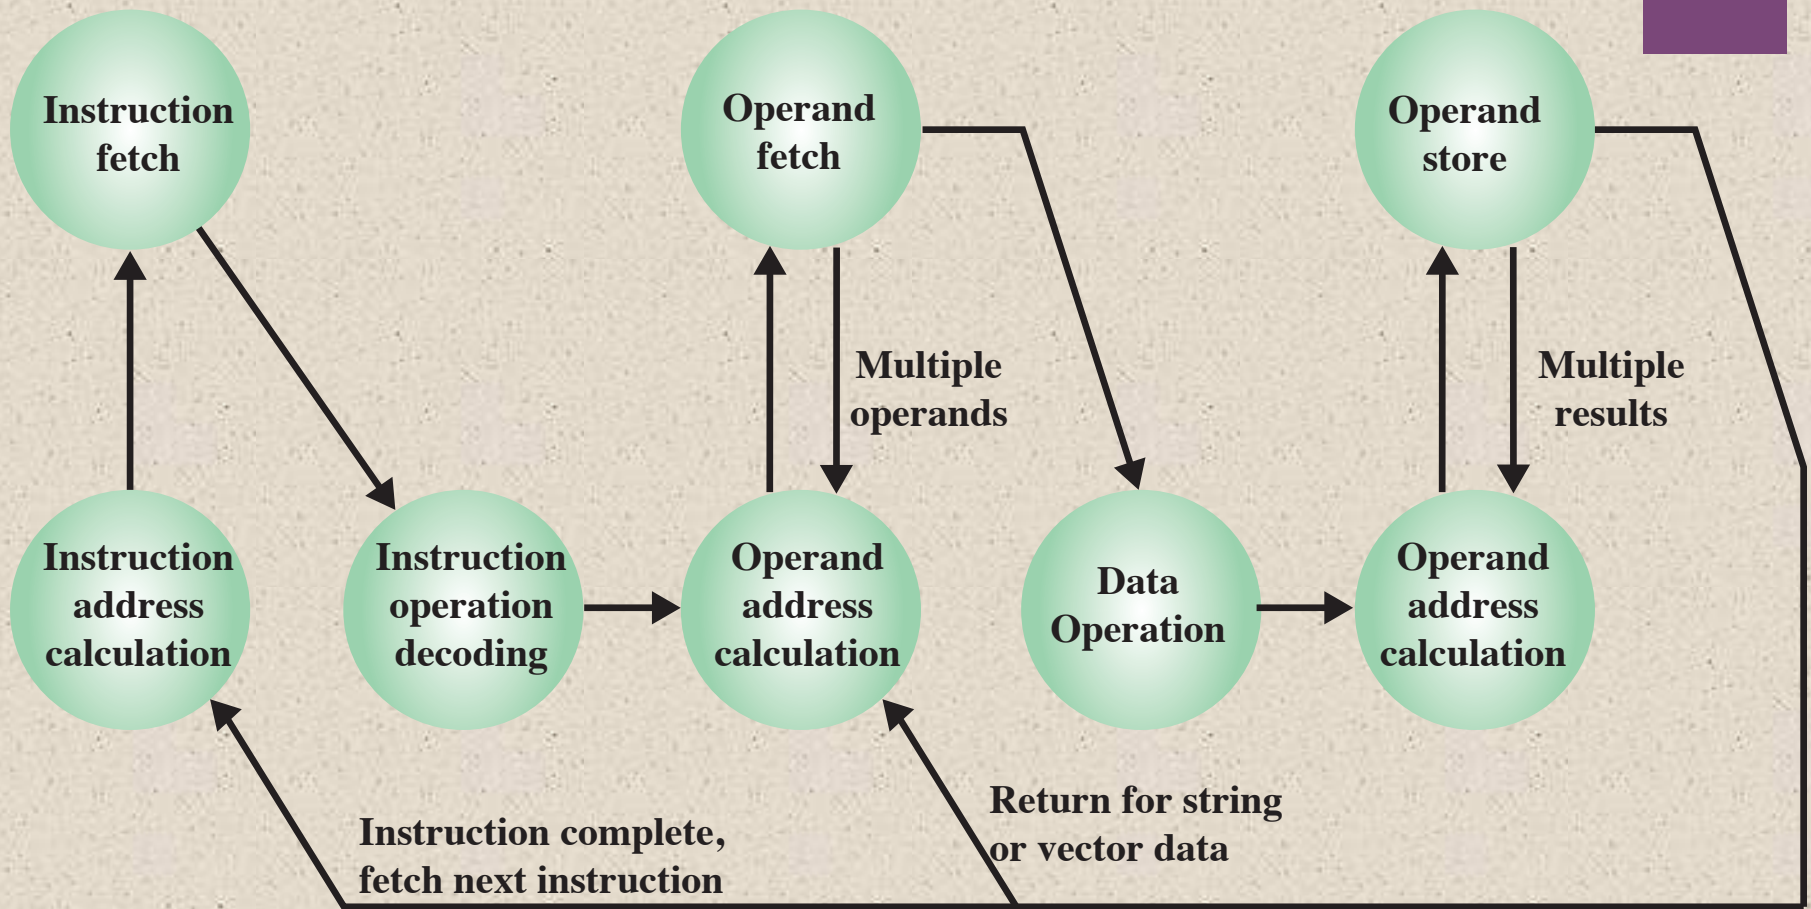 Instruction
fetch
Operand
fetch
Operand
store
Multiple
operands
Multiple
results
Instruction
address
calculation
Instruction
operation
decoding
Operand
address
calculation
Data
Operation
Operand
address
calculation
Instruction complete,
fetch next instruction
Return for string
or vector data